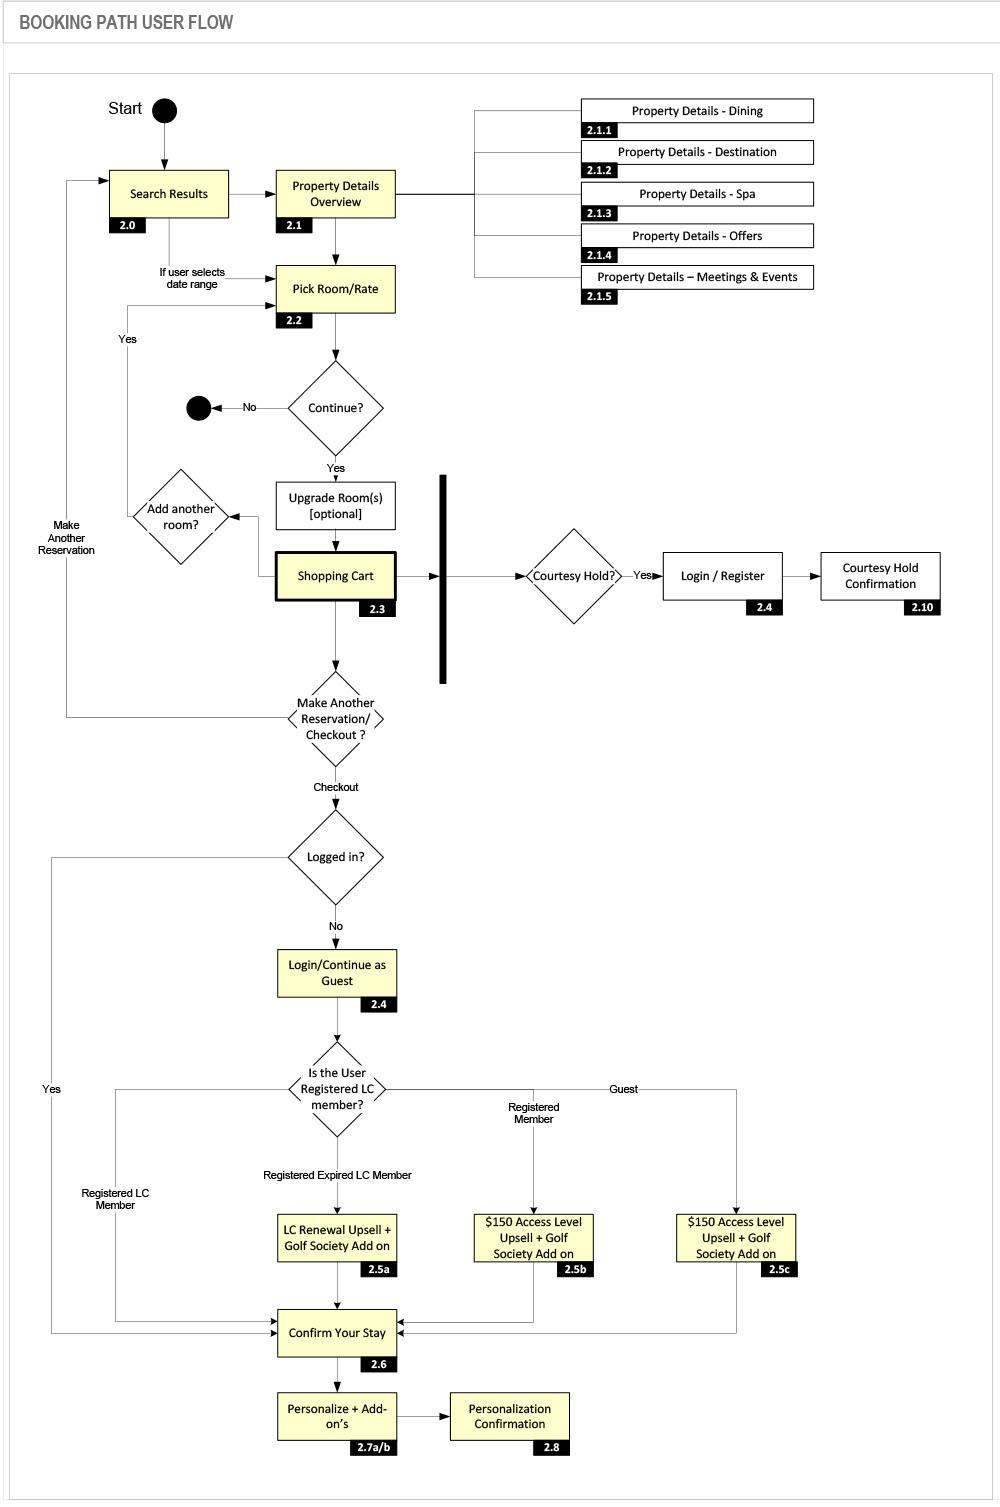 BOOKING PATH USER FLOW
Start
Search Results
2.0
Property Details
Overview
2.1
Property Details - Dining
2.1.1
Property Details - Destination
2.1.2
Property Details - Spa
2.1.3
Property Details - Offers
2.1.4
Property Details – Meetings & Events
2.1.5
If user selects
date range
Pick Room/Rate
2.2
Yes
Continue?
No
Yes
Upgrade Room(s)
[optional]
Add another
room?
Make
Another
Reservation
Shopping Cart
2.3
Courtesy Hold?
Yes
Login / Register
2.4
Courtesy Hold
Confirmation
2.10
Make Another
Reservation/
Checkout ?
Checkout
Logged in?
No
Login/Continue as
Guest
2.4
Yes
Is the User
Registered LC
member?
Guest
Registered
Member
Registered Expired LC Member
Registered LC
Member
LC Renewal Upsell +
Golf Society Add on
2.5a
$150 Access Level
Upsell + Golf
Society Add on
2.5b
$150 Access Level
Upsell + Golf
Society Add on
2.5c
Confirm Your Stay
2.6
Personalize + Add-
on's
2.7a/b
Personalization
Confirmation
2.8